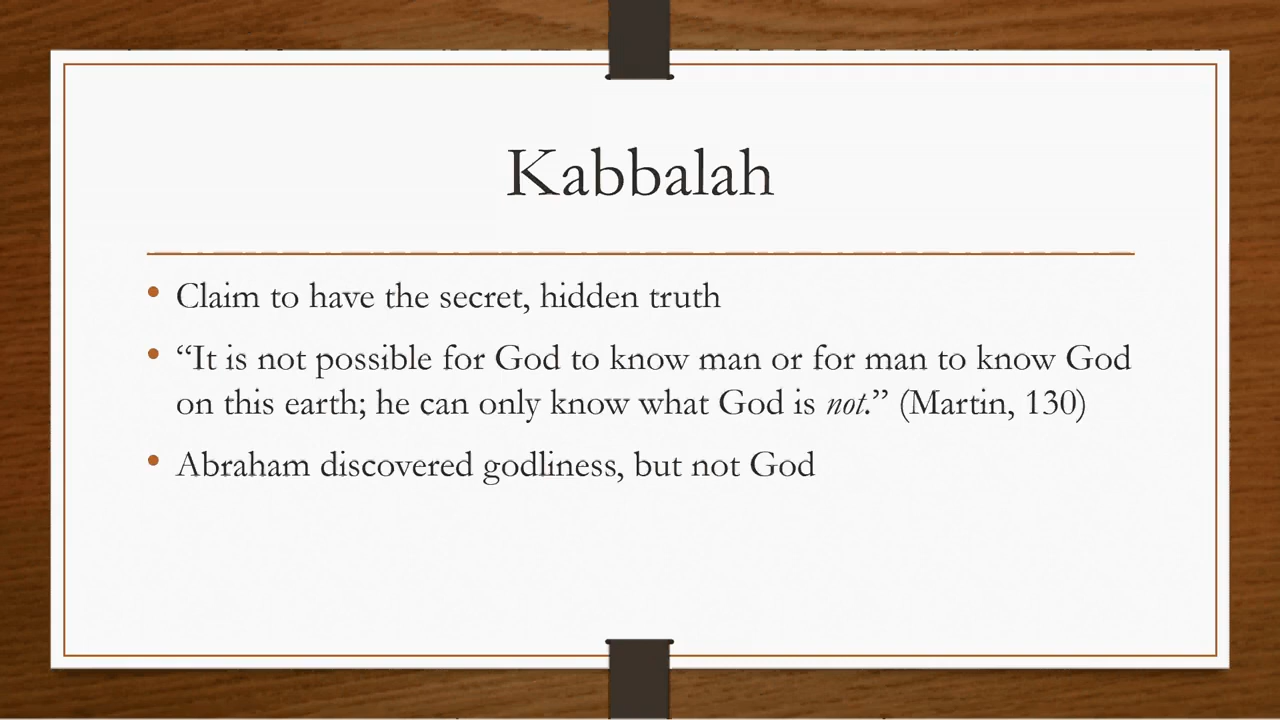 Kabbalah
• Claim to have the secret, hidden truth
• “It is not possible for God to know man or for man to know God
on this earth; he can only know what God is not.” (Martin, 130)
• Abraham discovered godliness, but not God